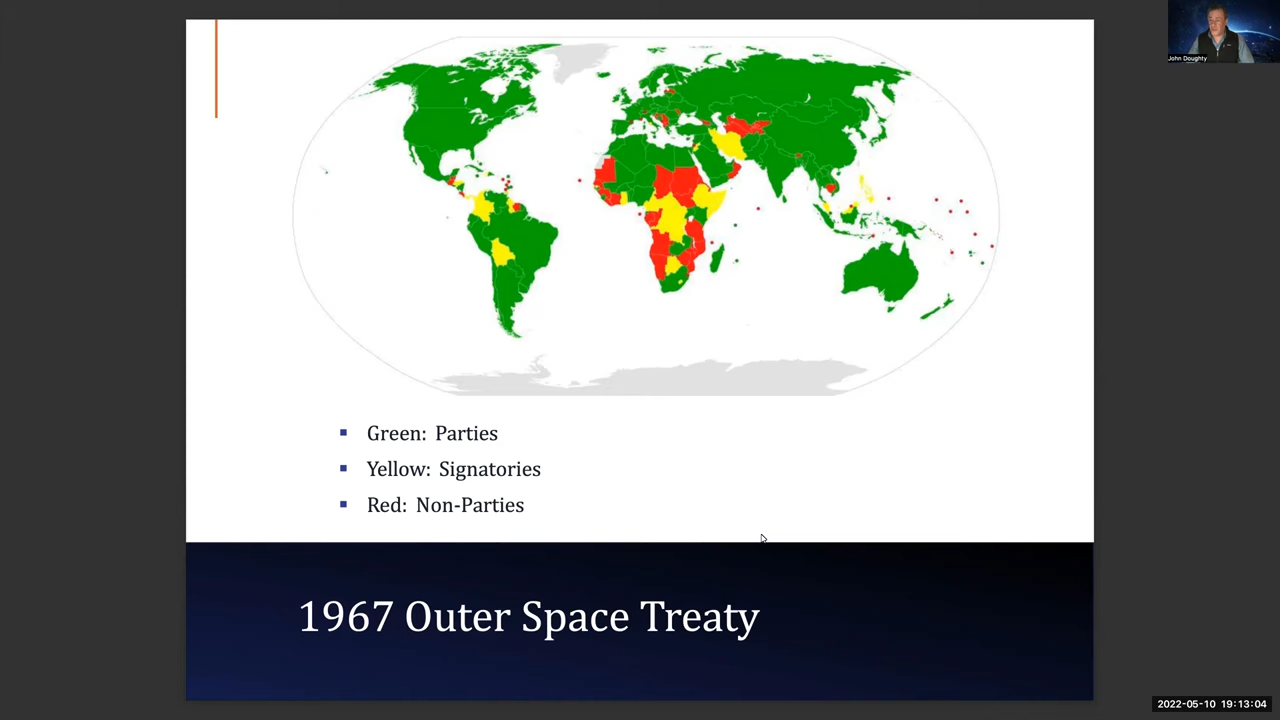 John Doughty
Green: Parties
Yellow: Signatories
Red: Non-Parties
1967 Outer Space Treaty
2022-05-10 19:13:04